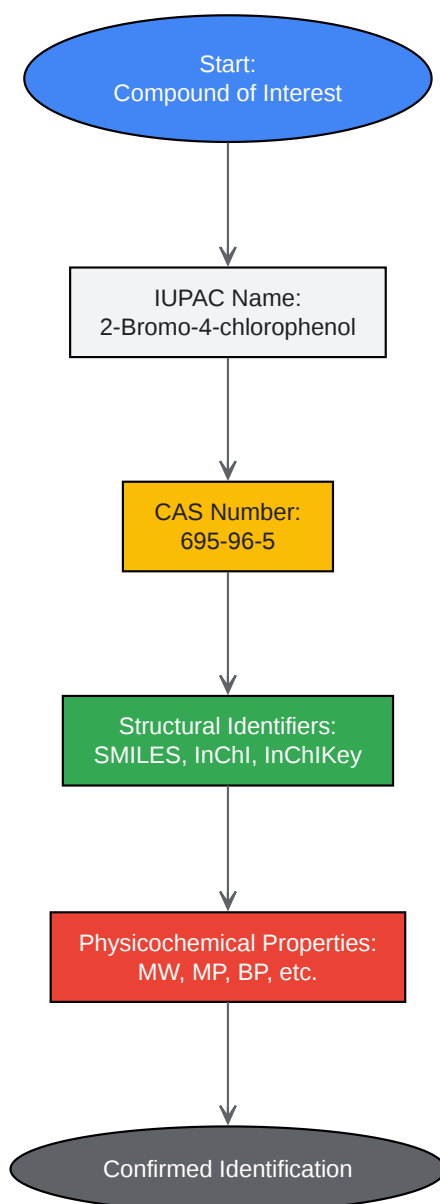 Start:
Compound of Interest
IUPAC Name:
2-Bromo-4-chlorophenol
CAS Number:
695-96-5
Structural Identifiers:
SMILES, InChI, InChIKey
Physicochemical Properties:
MW, MP, BP, etc.
Confirmed Identification